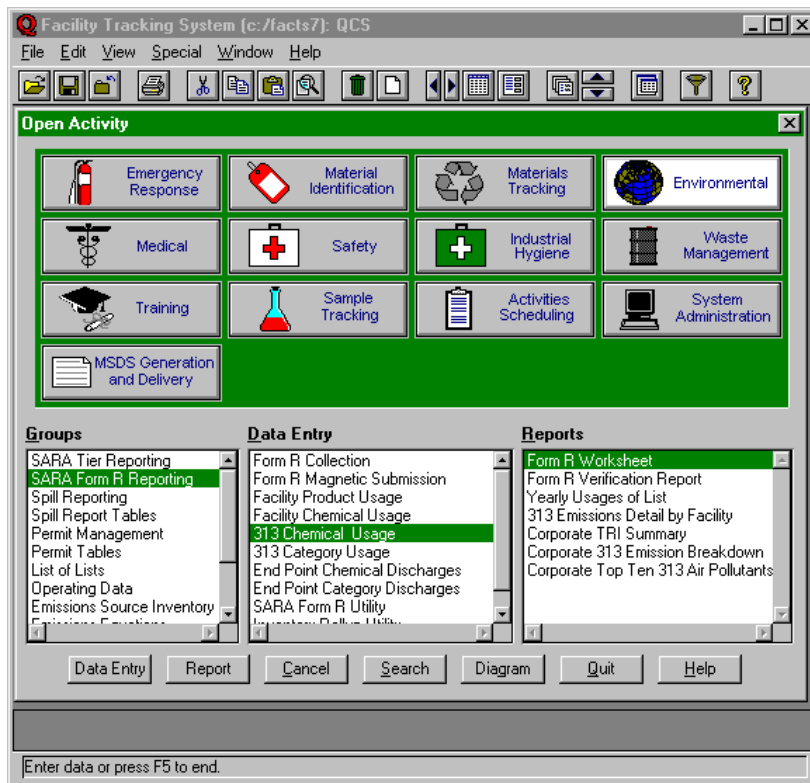 Facility Tracking System (c:/facts7): QCS
File Edit View Special Window Help
Open Activity
Emergency
Response
Material
Identification
Materials
Tracking
Environmental
Medical
Safety
Industrial
Hygiene
Waste
Management
Training
Sample
Tracking
Activities
Scheduling
System
Administration
MSDS Generation
and Delivery
Groups
SARA Tier Reporting
SARA Form R Reporting
Spill Reporting
Spill Report Tables
Permit Management
Permit Tables
List of Lists
Operating Data
Emissions Source Inventory
Emissions Equations
Data Entry
Form R Collection
Form R Magnetic Submission
Facility Product Usage
Facility Chemical Usage
313 Chemical Usage
313 Category Usage
End Point Chemical Discharges
End Point Category Discharges
SARA Form R Utility
Inventory Rollup Utility
Reports
Form R Worksheet
Form R Verification Report
Yearly Usages of List
313 Emissions Detail by Facility
Corporate TRI Summary
Corporate 313 Emission Breakdown
Corporate Top Ten 313 Air Pollutants
Data Entry Report Cancel Search Diagram Quit Help
Enter data or press F5 to end.